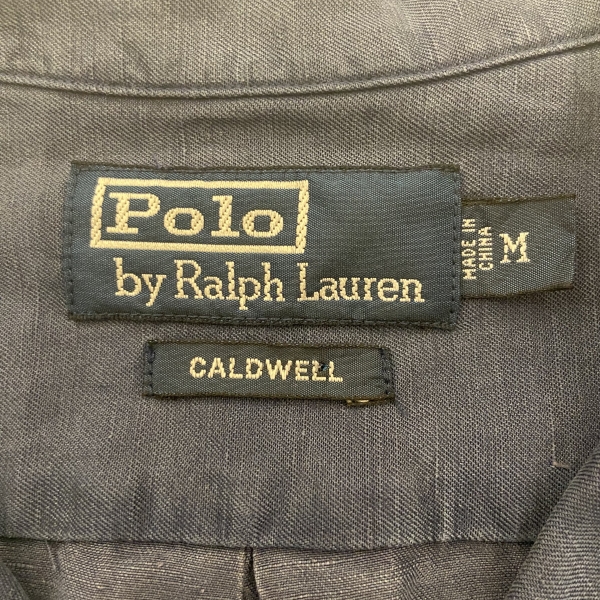 Polo
by Ralph Lauren
MADE IN
CHINA
M
CALDWELL